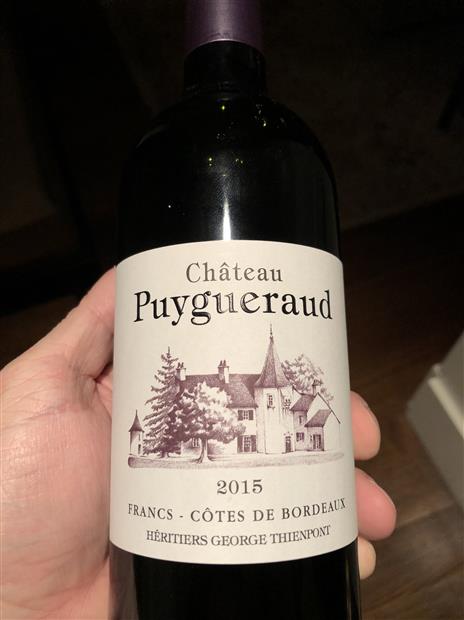 Château
Puygueraud
2015
FRANCS - CÔTES DE BORDEAUX
HÉRITIERS GEORGE THIENPONT